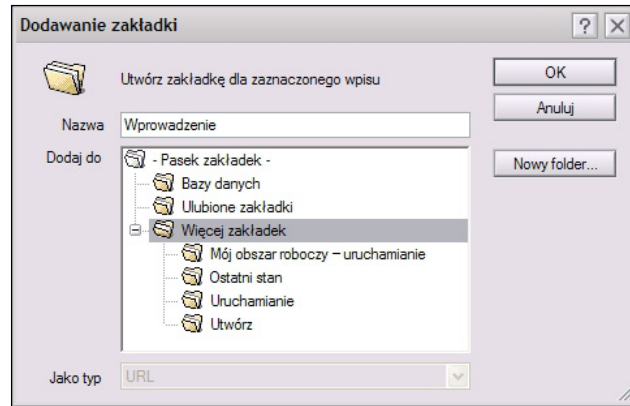 Dodawanie zakładki
Utwórz zakładkę dla zaznaczonego wpisu
OK
Anuluj
Nazwa Wprowadzenie
Dodaj do - Pasek zakładek -
Nowy folder...
Bazy danych
Ulubione zakładki
Więcej zakładek
Mój obszar roboczy – uruchamianie
Ostatni stan
Uruchamianie
Utwórz
Jako typ URL